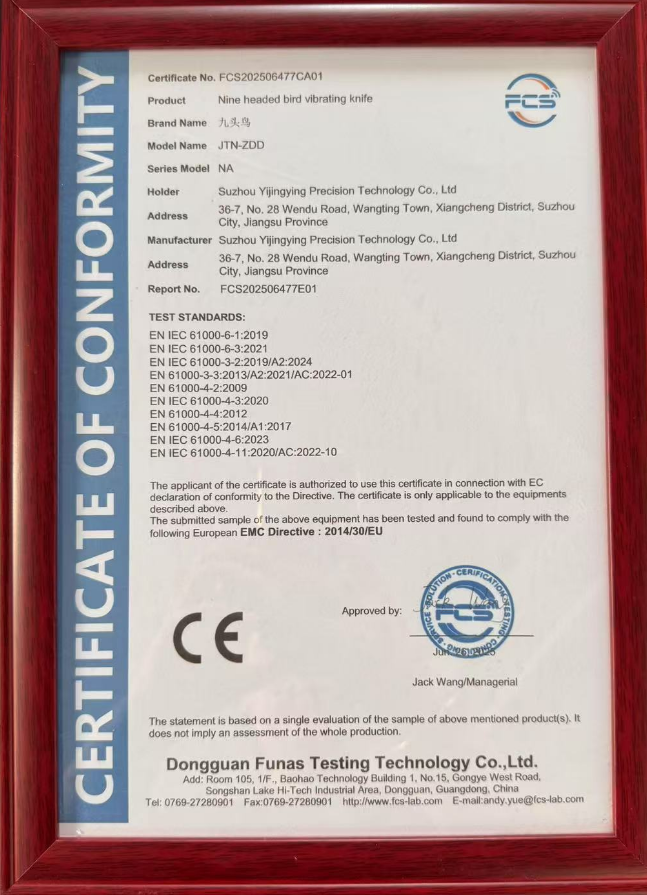 CERTIFICATE OF CONFORMITY
FCS
Certificate No. FCS202506477CA01
Product Nine headed bird vibrating knife
Brand Name 九头鸟
Model Name JTN-ZDD
Series Model NA
Holder Suzhou Yijingying Precision Technology Co., Ltd
Address 36-7, No. 28 Wendu Road, Wangting Town, Xiangcheng District, Suzhou
City, Jiangsu Province
Manufacturer Suzhou Yijingying Precision Technology Co., Ltd
Address 36-7, No. 28 Wendu Road, Wangting Town, Xiangcheng District, Suzhou
City, Jiangsu Province
Report No. FCS202506477E01
TEST STANDARDS:
EN IEC 61000-6-1:2019
EN IEC 61000-6-3:2021
EN IEC 61000-3-2:2019/A2:2024
EN 61000-3-3:2013/A2:2021/AC:2022-01
EN 61000-4-2:2009
EN IEC 61000-4-3:2020
EN 61000-4-4:2012
EN 61000-4-5:2014/A1:2017
EN IEC 61000-4-6:2023
EN IEC 61000-4-11:2020/AC:2022-10
The applicant of the certificate is authorized to use this certificate in connection with EC
declaration of conformity to the Directive. The certificate is only applicable to the equipments
described above.
The submitted sample of the above equipment has been tested and found to comply with the
following European EMC Directive : 2014/30/EU
CE
Approved by:
FCS
Jack Wang/Managerial
The statement is based on a single evaluation of the sample of above mentioned product(s). It
does not imply an assessment of the whole production.
Dongguan Funas Testing Technology Co.,Ltd.
Add: Room 105, 1/F., Baohao Technology Building 1, No.15, Gongye West Road,
Songshan Lake Hi-Tech Industrial Area, Dongguan, Guangdong, China
Tel: 0769-27280901 Fax:0769-27280901 http://www.fcs-lab.com E-mail:andy.yue@fcs-lab.com